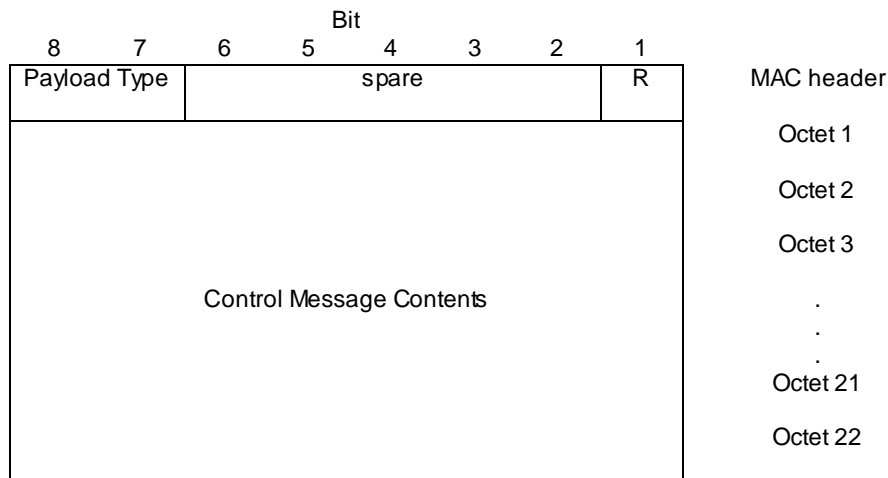 Bit
8 7 6 5 4 3 2 1
Payload Type spare R MAC header
Octet 1
Octet 2
Octet 3
Control Message Contents .
.
.
Octet 21
Octet 22